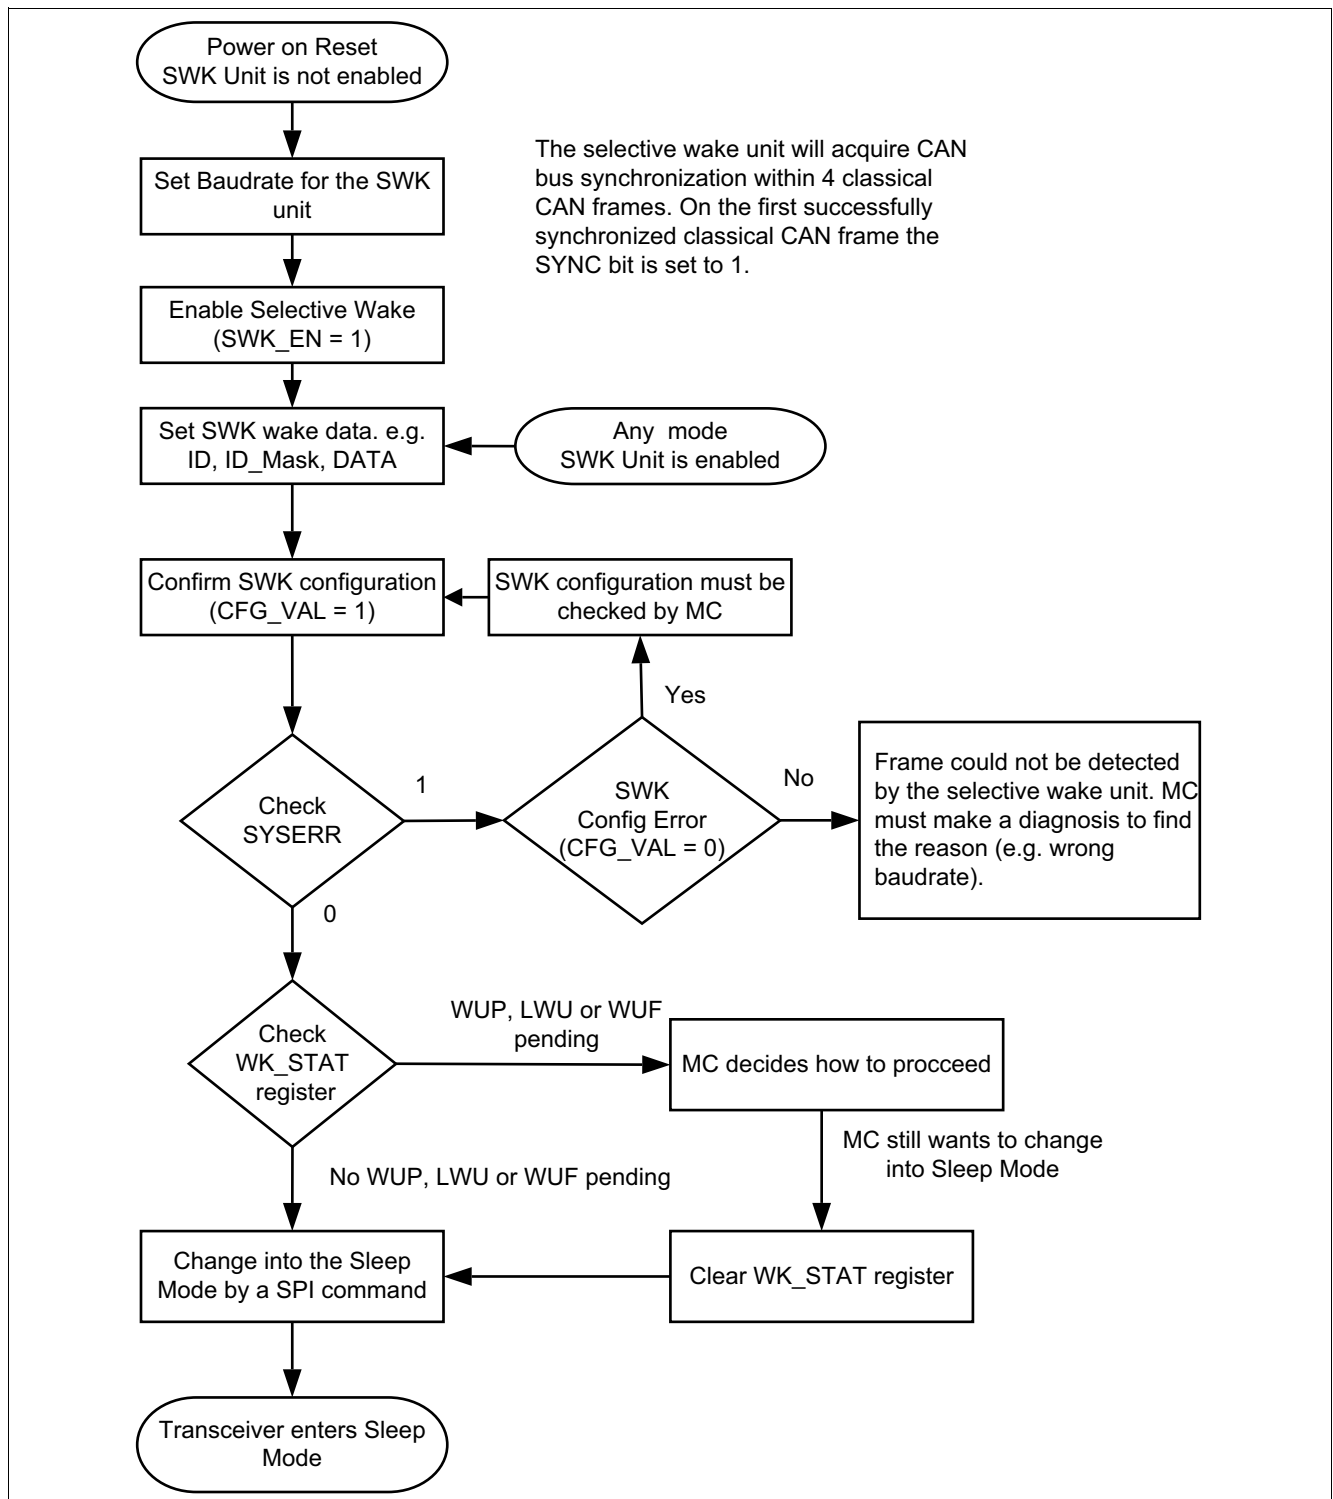 Power on Reset
SWK Unit is not enabled
The selective wake unit will acquire CAN
bus synchronization within 4 classical
CAN frames. On the first successfully
synchronized classical CAN frame the
SYNC bit is set to 1.
Set Baudrate for the SWK
unit
Enable Selective Wake
(SWK_EN = 1)
Set SWK wake data. e.g.
ID, ID_Mask, DATA
Any mode
SWK Unit is enabled
Confirm SWK configuration
(CFG_VAL = 1)
SWK configuration must be
checked by MC
Yes
Check
SYSERR
1
SWK
Config Error
(CFG_VAL = 0)
No
Frame could not be detected
by the selective wake unit. MC
must make a diagnosis to find
the reason (e.g. wrong
baudrate).
0
Check
WK_STAT
register
WUP, LWU or WUF
pending
MC decides how to procceed
MC still wants to change
into Sleep Mode
No WUP, LWU or WUF pending
Change into the Sleep
Mode by a SPI command
Clear WK_STAT register
Transceiver enters Sleep
Mode